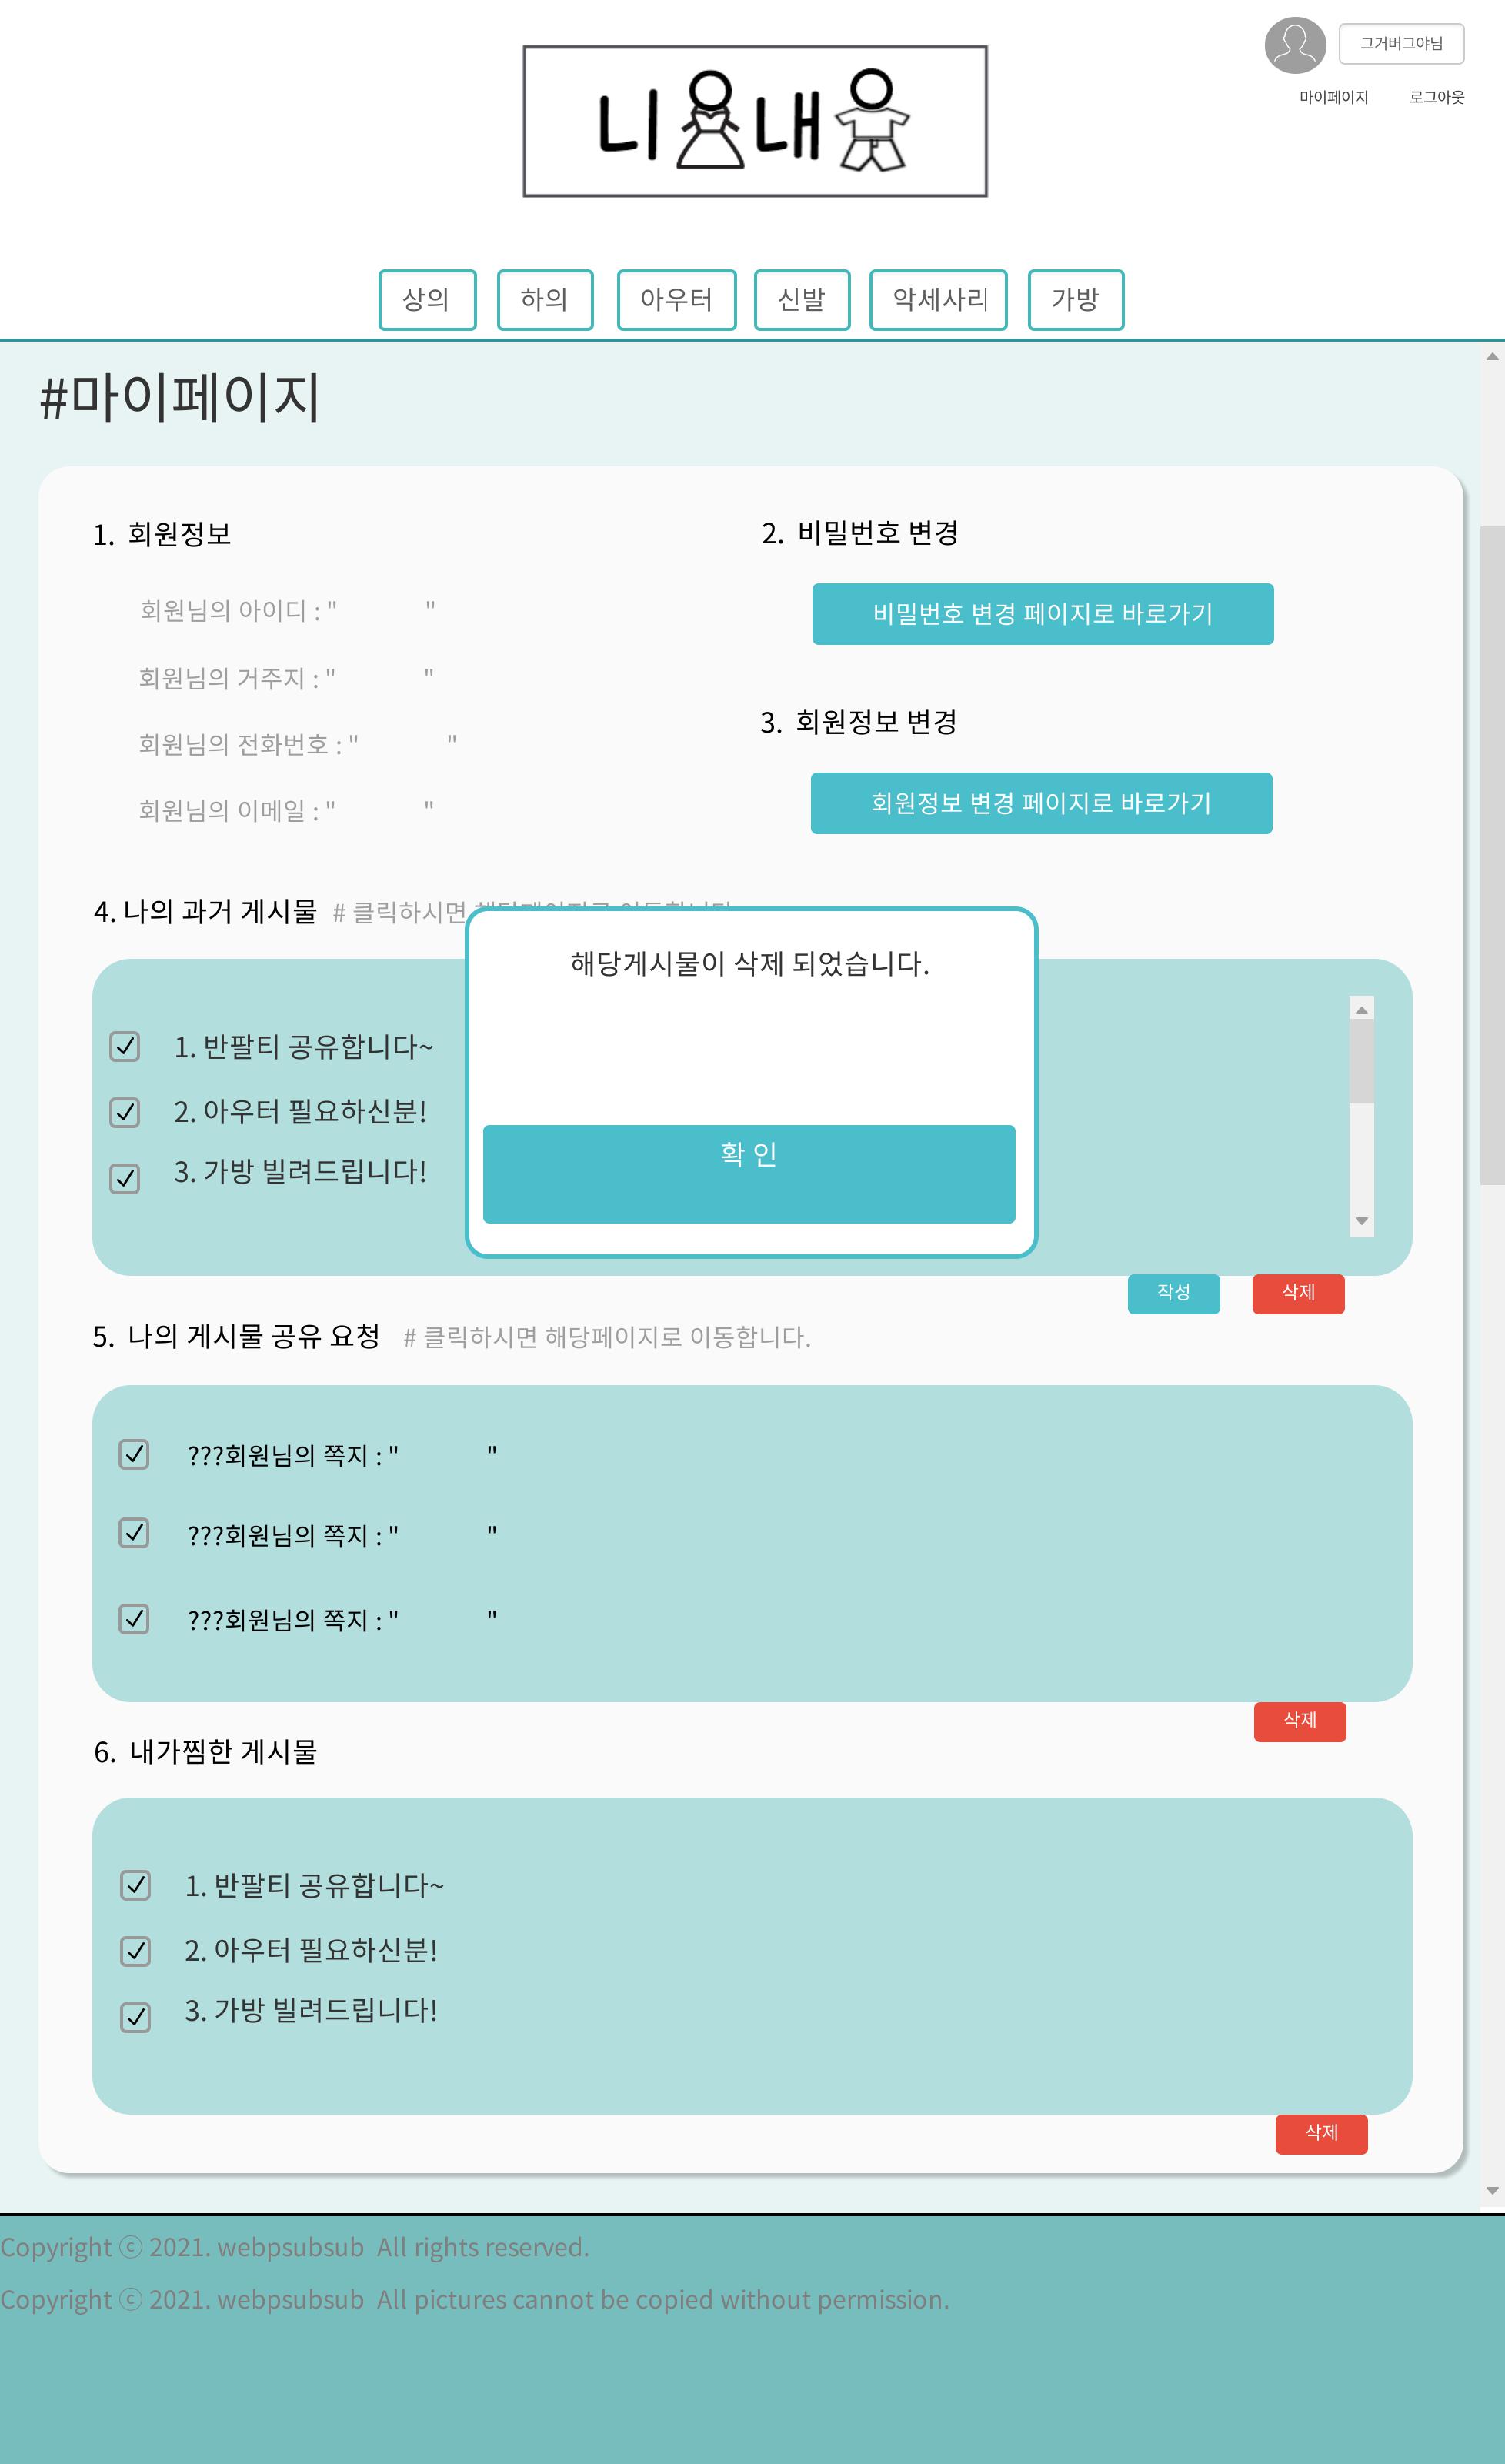 그거버그야님
마이페이지 로그아웃
니 내
상의 하의 아우터 신발 악세사리 가방
#마이페이지
1. 회원정보
회원님의 아이디 : " "
회원님의 거주지 : " "
회원님의 전화번호 : " "
회원님의 이메일 : " "
2. 비밀번호 변경
비밀번호 변경 페이지로 바로가기
3. 회원정보 변경
회원정보 변경 페이지로 바로가기
4. 나의 과거 게시물 # 클릭하시면
해당게시물이 삭제 되었습니다.
확 인
1. 반팔티 공유합니다~
2. 아우터 필요하신분!
3. 가방 빌려드립니다!
작성 삭제
5. 나의 게시물 공유 요청 # 클릭하시면 해당페이지로 이동합니다.
???회원님의 쪽지 : " "
???회원님의 쪽지 : " "
???회원님의 쪽지 : " "
삭제
6. 내가찜한 게시물
1. 반팔티 공유합니다~
2. 아우터 필요하신분!
3. 가방 빌려드립니다!
삭제
Copyright ⓒ 2021. webpsubsub All rights reserved.
Copyright ⓒ 2021. webpsubsub All pictures cannot be copied without permission.